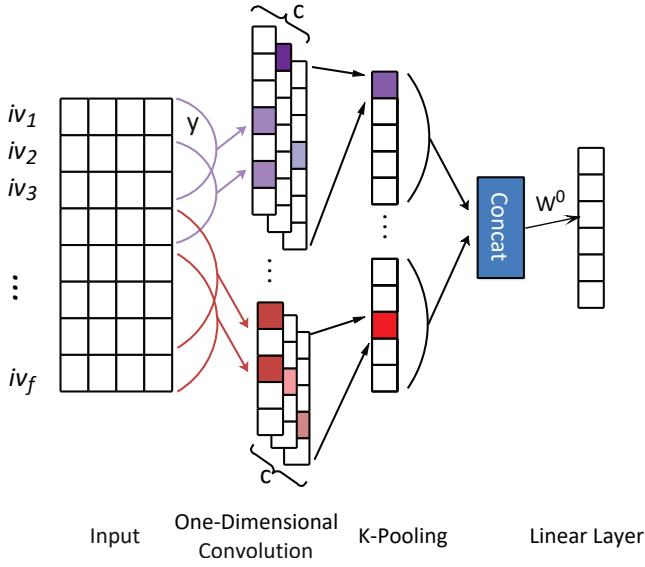 c
iv1
y
iv2
iv3
...
ivf
...
c
...
Concat
W0
Input
One-Dimensional
Convolution
K-Pooling
Linear Layer